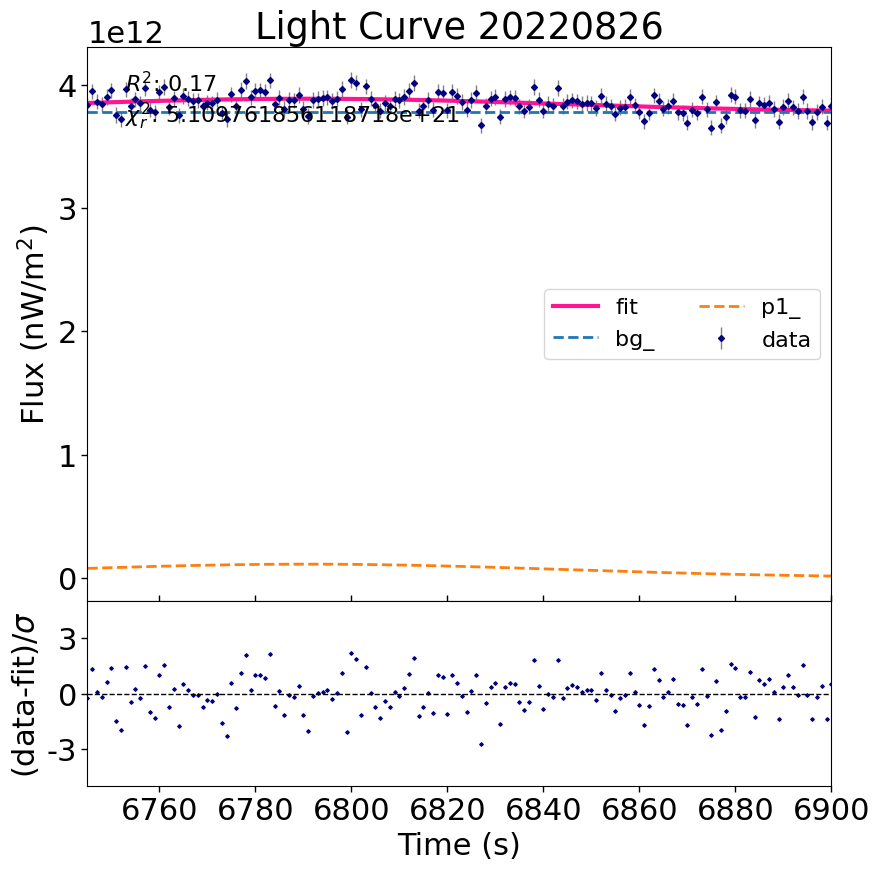 Light Curve 20220826
1e12
R²: 0.17
χ²ᵣ: 5.109761856118718e+21
4
3
2
1
0
Flux (nW/m²)
fit
bg_
p1_
data
3
0
-3
(data-fit)/σ
6760 6780 6800 6820 6840 6860 6880 6900
Time (s)